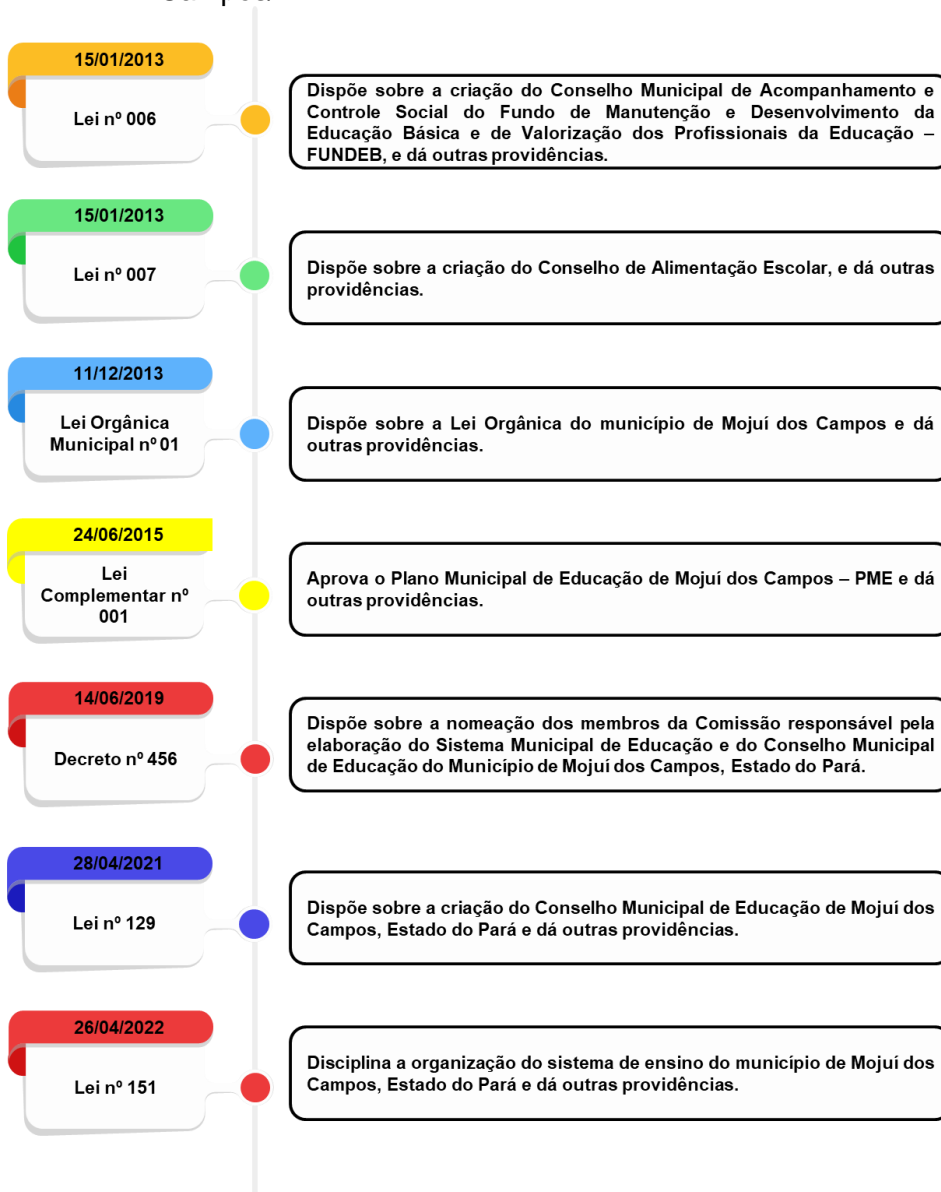 15/01/2013
Lei nº 006
Dispõe sobre a criação do Conselho Municipal de Acompanhamento e
Controle Social do Fundo de Manutenção e Desenvolvimento da
Educação Básica e de Valorização dos Profissionais da Educação –
FUNDEB, e dá outras providências.
15/01/2013
Lei nº 007
Dispõe sobre a criação do Conselho de Alimentação Escolar, e dá outras
providências.
11/12/2013
Lei Orgânica
Municipal nº 01
Dispõe sobre a Lei Orgânica do município de Mojuí dos Campos e dá
outras providências.
24/06/2015
Lei
Complementar nº
001
Aprova o Plano Municipal de Educação de Mojuí dos Campos – PME e dá
outras providências.
14/06/2019
Decreto nº 456
Dispõe sobre a nomeação dos membros da Comissão responsável pela
elaboração do Sistema Municipal de Educação e do Conselho Municipal
de Educação do Município de Mojuí dos Campos, Estado do Pará.
28/04/2021
Lei nº 129
Dispõe sobre a criação do Conselho Municipal de Educação de Mojuí dos
Campos, Estado do Pará e dá outras providências.
26/04/2022
Lei nº 151
Disciplina a organização do sistema de ensino do município de Mojuí dos
Campos, Estado do Pará e dá outras providências.